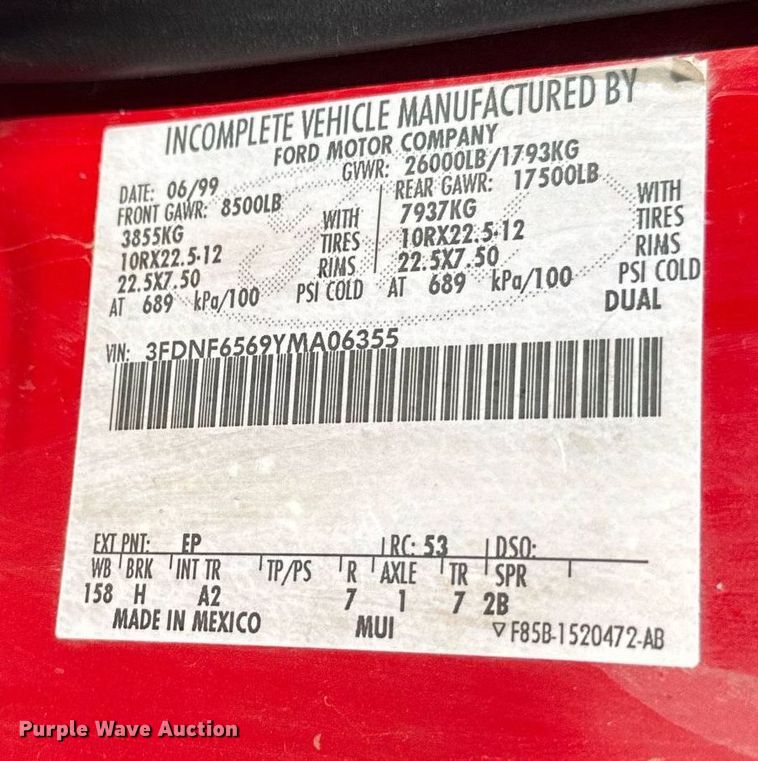 INCOMPLETE VEHICLE MANUFACTURED BY
FORD MOTOR COMPANY
DATE: 06/99 GVWR: 26000LB/1793KG
FRONT GAWR: 8500LB REAR GAWR: 17500LB
3855KG WITH 7937KG WITH
10RX22.5-12 TIRES 10RX22.5-12 TIRES
22.5X7.50 RIMS 22.5X7.50 RIMS
AT 689 kPa/100 PSI COLD AT 689 kPa/100 PSI COLD
DUAL
VIN: 3FDNF6569YMA06355
EXT PNT: EP RC: 53 DSO:
WB BRK INT TR TP/PS R AXLE TR SPR
158 H A2 7 1 7 2B
MADE IN MEXICO MUI ▽F85B-1520472-AB
Purple Wave Auction